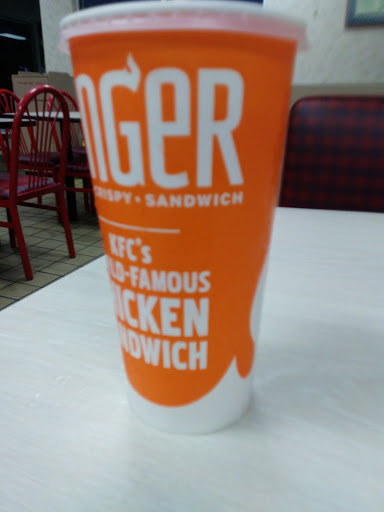 NGER
CRISPY • SANDWICH
KFC's
LD-FAMOUS
ICKEN
NDWICH